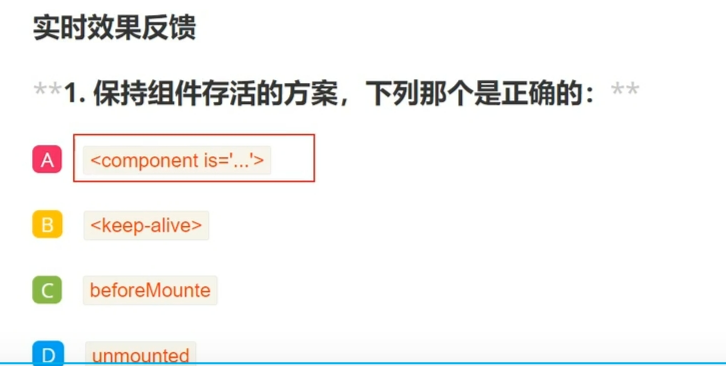 实时效果反馈
**1. 保持组件存活的方案，下列那个是正确的：**
A <component is='...'>
B <keep-alive>
C beforeMounte
D unmounted